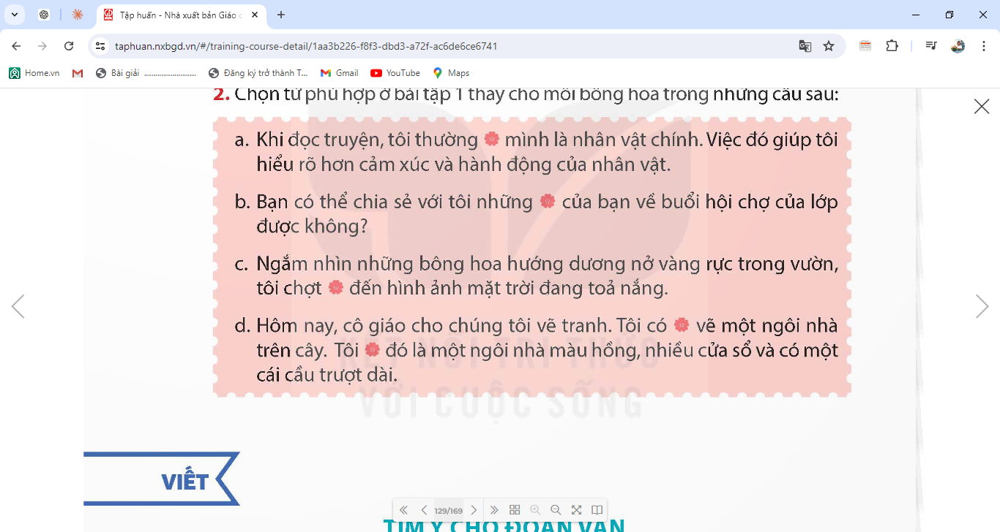 Tập huấn - Nhà xuất bản Giáo d
taphuan.nxbgd.vn/#/training-course-detail/1aa3b226-f8f3-dbd3-a72f-ac6de6ce6741
Home.vn Bài giải ........................... Đăng ký trở thành T... Gmail YouTube Maps
2. Chọn từ phù hợp ở bài tập 1 thay cho mỗi bông hoa trong những câu sau:
a. Khi đọc truyện, tôi thường mình là nhân vật chính. Việc đó giúp tôi
hiểu rõ hơn cảm xúc và hành động của nhân vật.
b. Bạn có thể chia sẻ với tôi những của bạn về buổi hội chợ của lớp
được không?
c. Ngắm nhìn những bông hoa hướng dương nở vàng rực trong vườn,
tôi chợt đến hình ảnh mặt trời đang toả nắng.
d. Hôm nay, cô giáo cho chúng tôi vẽ tranh. Tôi có vẽ một ngôi nhà
trên cây. Tôi đó là một ngôi nhà màu hồng, nhiều cửa sổ và có một
cái cầu trượt dài.
KẾT NỐI TRI THỨC
VỚI CUỘC SỐNG
VIẾT
129/169
TÌM Ý CHO ĐOẠN VĂN